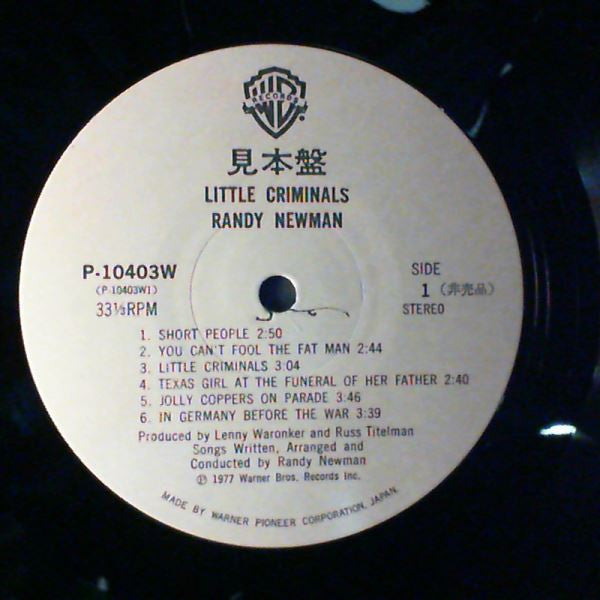 WB
RECORDS
見本盤
LITTLE CRIMINALS
RANDY NEWMAN
P-10403W
(P-10403W1)
33⅓RPM
SIDE
1 (非売品)
STEREO
1. SHORT PEOPLE 2:50
2. YOU CAN'T FOOL THE FAT MAN 2:44
3. LITTLE CRIMINALS 3:04
4. TEXAS GIRL AT THE FUNERAL OF HER FATHER 2:40
5. JOLLY COPPERS ON PARADE 3:46
6. IN GERMANY BEFORE THE WAR 3:39
Produced by Lenny Waronker and Russ Titelman
Songs Written, Arranged and
Conducted by Randy Newman
℗ 1977 Warner Bros. Records Inc.
MADE BY WARNER PIONEER CORPORATION, JAPAN.